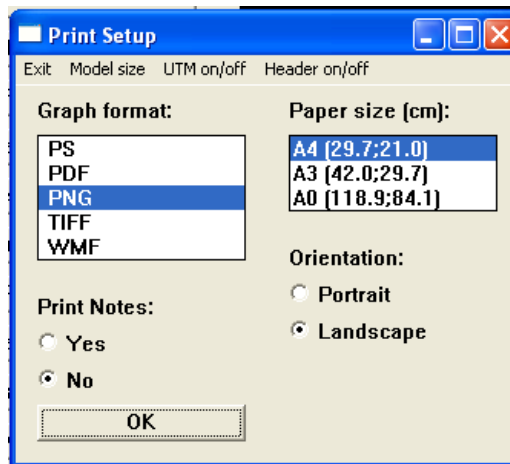 Print Setup
Exit Model size UTM on/off Header on/off
Graph format:
PS
PDF
PNG
TIFF
WMF
Print Notes:
Yes
No
OK
Paper size (cm):
A4 (29.7;21.0)
A3 (42.0;29.7)
A0 (118.9;84.1)
Orientation:
Portrait
Landscape